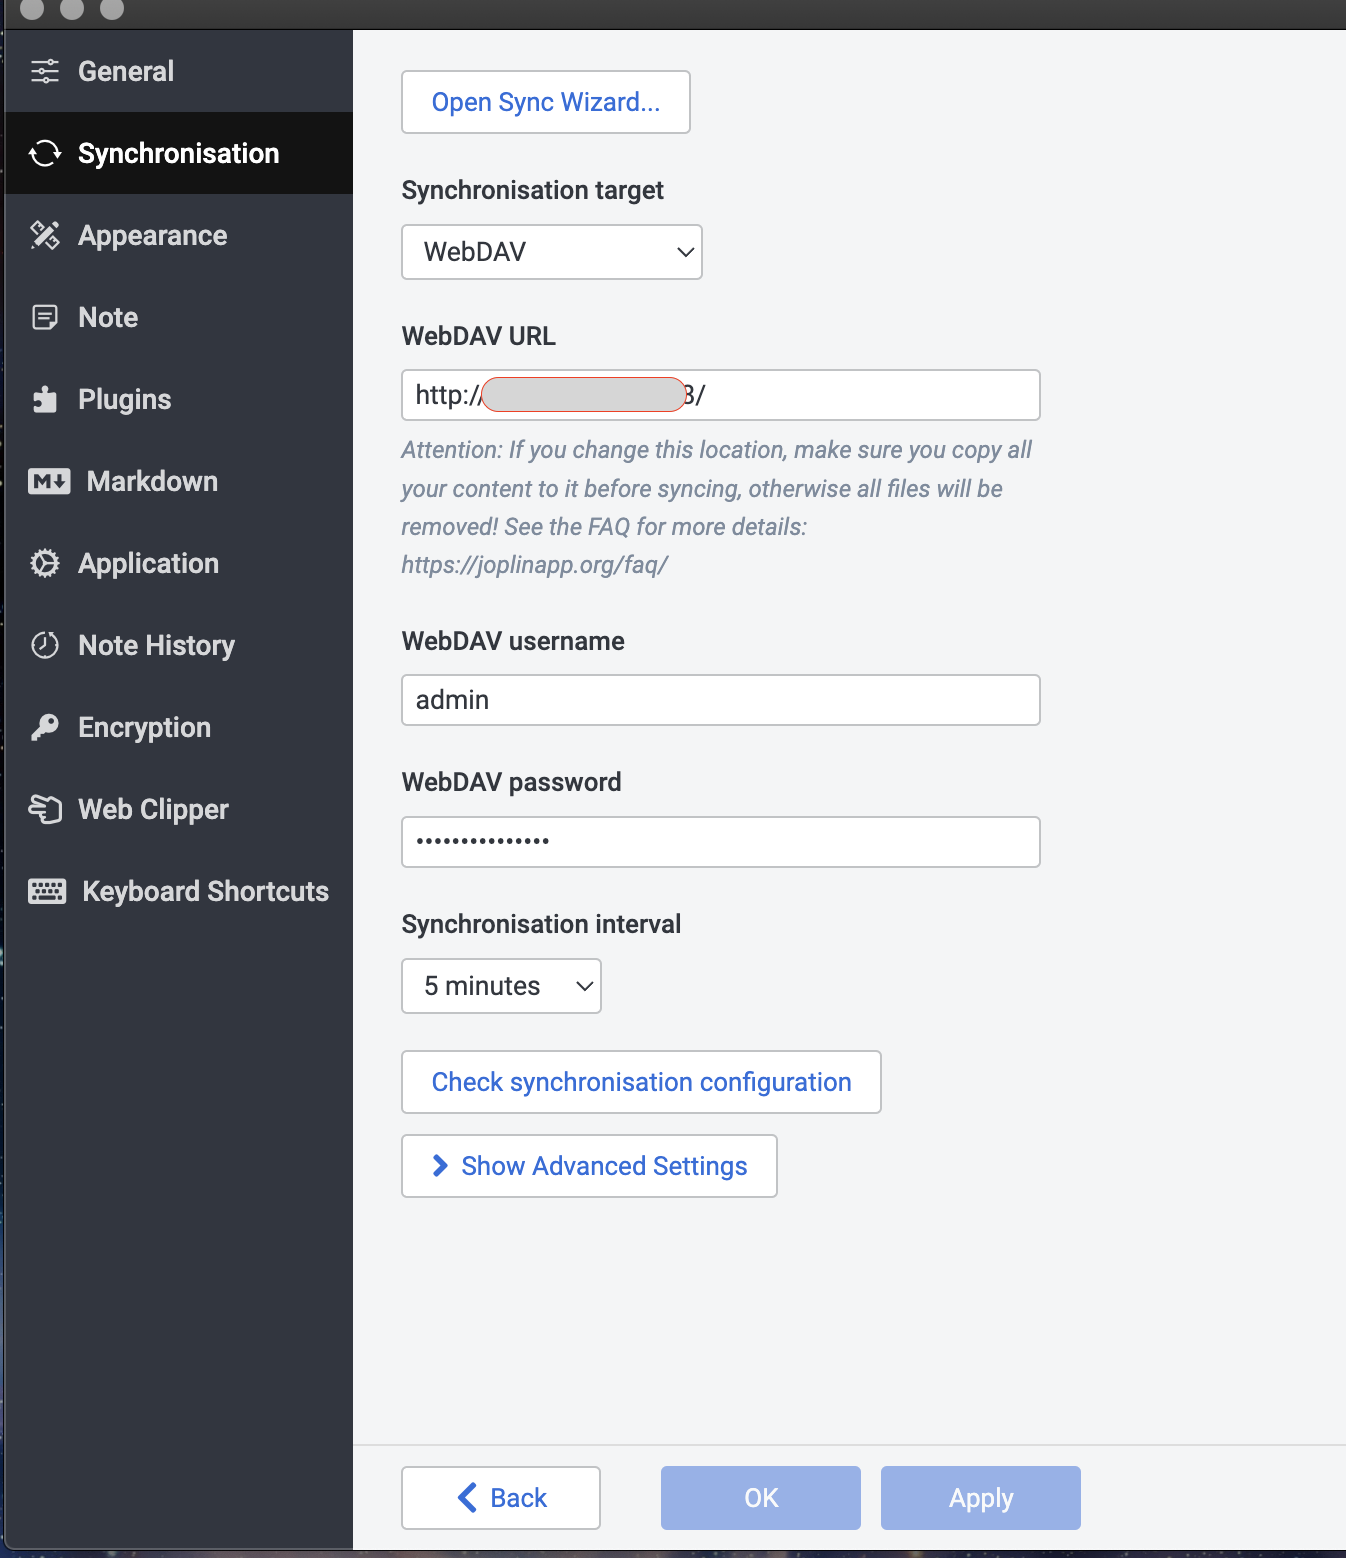 General
Synchronisation
Appearance
Note
Plugins
Markdown
Application
Note History
Encryption
Web Clipper
Keyboard Shortcuts
Open Sync Wizard...
Synchronisation target
WebDAV
WebDAV URL
http:// 3/
Attention: If you change this location, make sure you copy all
your content to it before syncing, otherwise all files will be
removed! See the FAQ for more details:
https://joplinapp.org/faq/
WebDAV username
admin
WebDAV password
•••••••••••••••
Synchronisation interval
5 minutes
Check synchronisation configuration
Show Advanced Settings
Back
OK
Apply